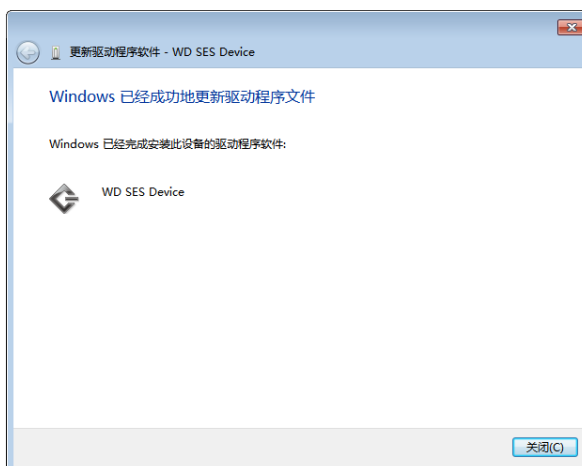 更新驱动程序软件 - WD SES Device
Windows 已经成功地更新驱动程序文件
Windows 已经完成安装此设备的驱动程序软件:
WD SES Device
关闭(C)